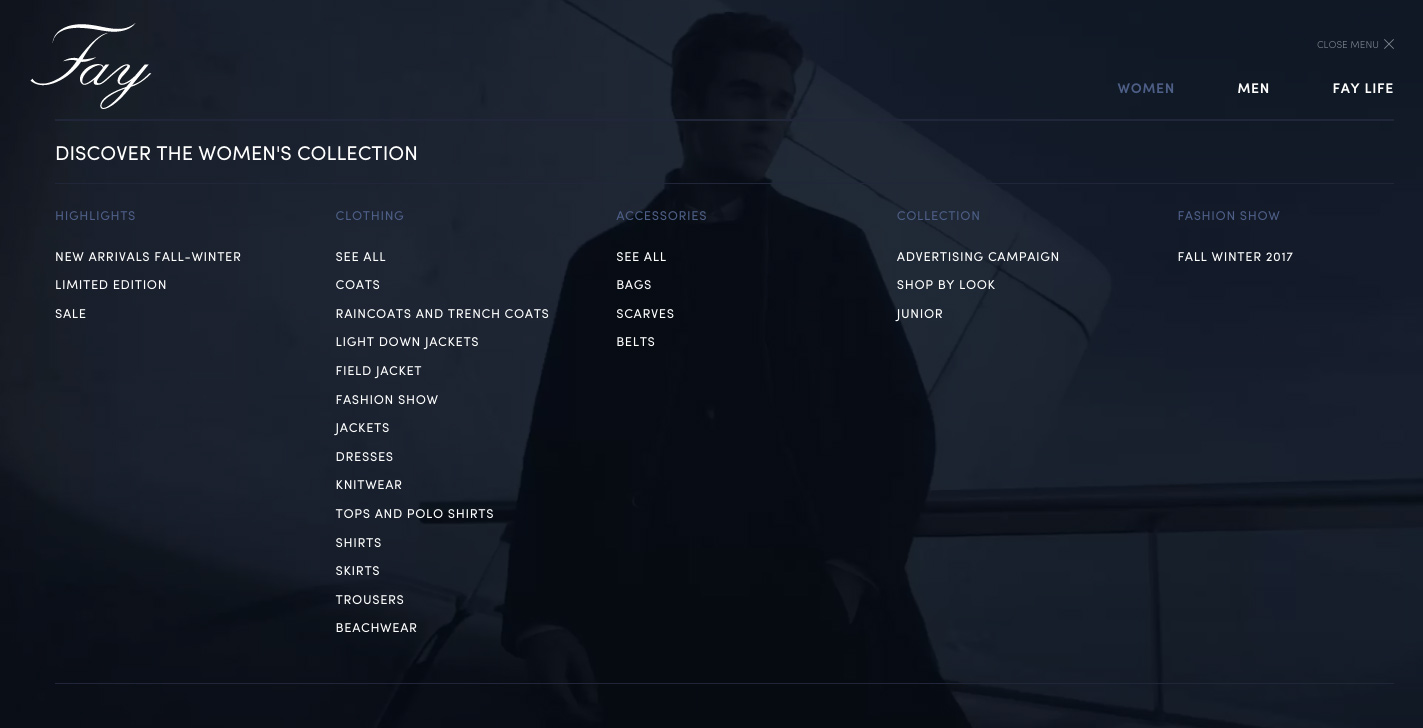 Fay
CLOSE MENU
WOMEN
MEN
FAY LIFE
DISCOVER THE WOMEN'S COLLECTION
HIGHLIGHTS
NEW ARRIVALS FALL-WINTER
LIMITED EDITION
SALE
CLOTHING
SEE ALL
COATS
RAINCOATS AND TRENCH COATS
LIGHT DOWN JACKETS
FIELD JACKET
FASHION SHOW
JACKETS
DRESSES
KNITWEAR
TOPS AND POLO SHIRTS
SHIRTS
SKIRTS
TROUSERS
BEACHWEAR
ACCESSORIES
SEE ALL
BAGS
SCARVES
BELTS
COLLECTION
ADVERTISING CAMPAIGN
SHOP BY LOOK
JUNIOR
FASHION SHOW
FALL WINTER 2017